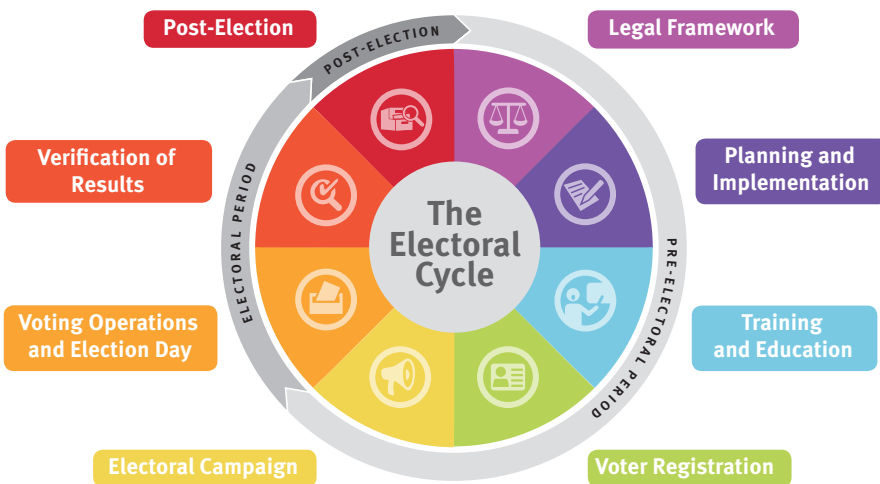 Post-Election
Legal Framework
POST-ELECTION
Verification of
Results
Planning and
Implementation
ELECTORAL PERIOD
The
Electoral
Cycle
PRE-ELECTORAL PERIOD
Voting Operations
and Election Day
Training
and Education
Electoral Campaign
Voter Registration